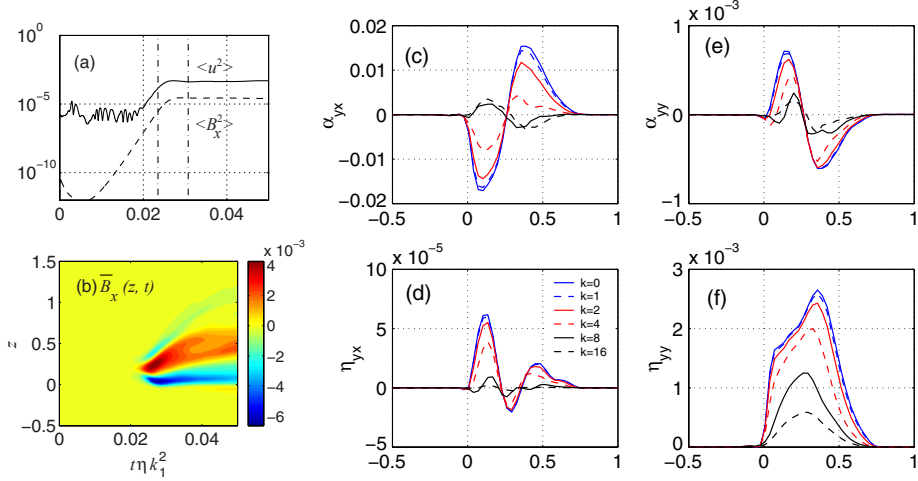 (a)
10^0
10^-5
10^-10
<u^2>
<B_x^2>
0 0.02 0.04
(b) B̅_x (z, t)
1.5
1
0.5
0
−0.5
z
0 0.02 0.04
t η k_1^2
x 10^-3
4
2
0
−2
−4
−6
(c)
0.02
0.01
0
−0.01
−0.02
α_yx
−0.5 0 0.5 1
(d)
x 10^-5
10
5
0
−5
η_yx
k=0
k=1
k=2
k=4
k=8
k=16
−0.5 0 0.5 1
(e)
x 10^-3
1
0
−1
α_yy
−0.5 0 0.5 1
(f)
x 10^-3
3
2
1
0
η_yy
−0.5 0 0.5 1